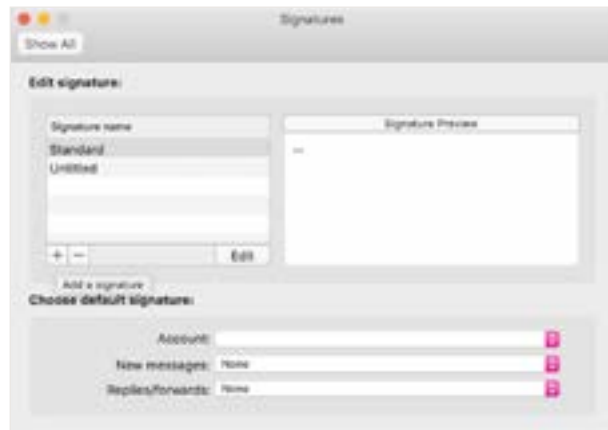 Signatures
Show All
Edit signature:
Signature name
Signature Preview
Standard
--
Untitled
+ − Edit
Add a signature
Choose default signature:
Account:
New messages: None
Replies/forwards: None